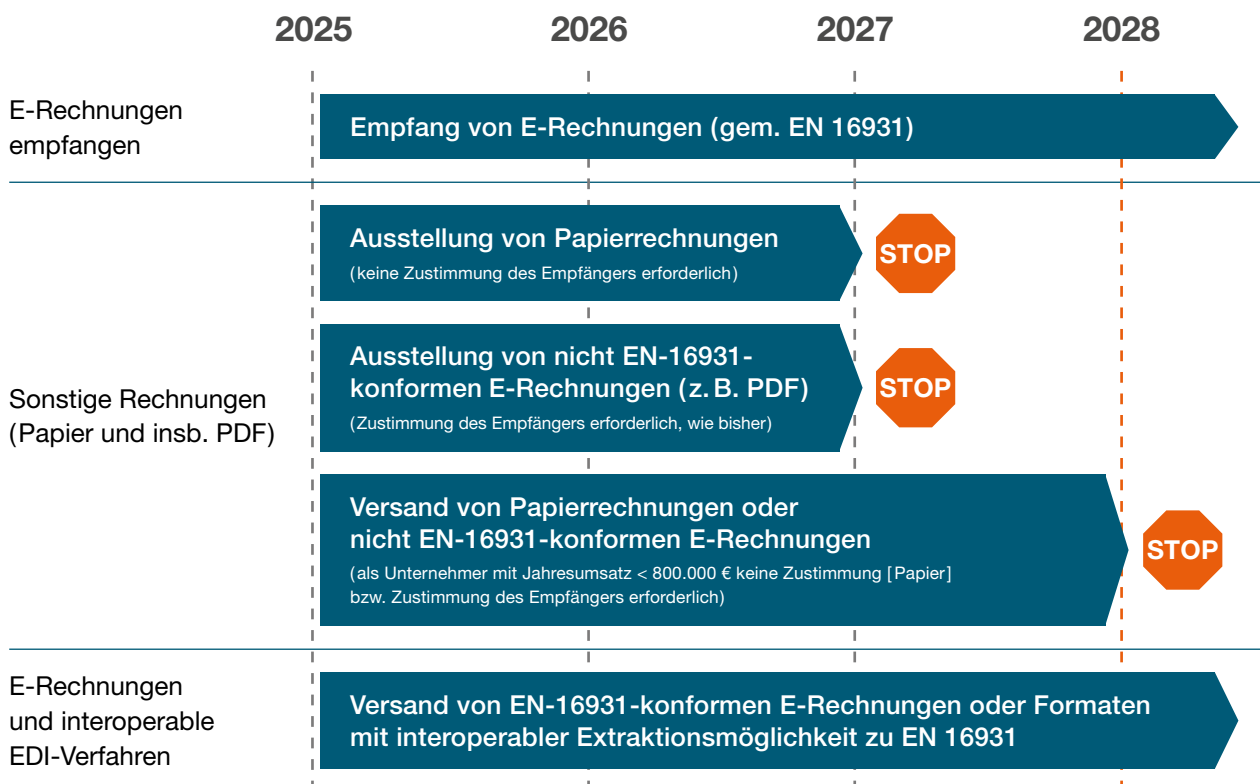 2025 2026 2027 2028
E-Rechnungen
empfangen
Empfang von E-Rechnungen (gem. EN 16931)
Sonstige Rechnungen
(Papier und insb. PDF)
Ausstellung von Papierrechnungen
(keine Zustimmung des Empfängers erforderlich)
STOP
Ausstellung von nicht EN-16931-
konformen E-Rechnungen (z. B. PDF)
(Zustimmung des Empfängers erforderlich, wie bisher)
STOP
Versand von Papierrechnungen oder
nicht EN-16931-konformen E-Rechnungen
(als Unternehmer mit Jahresumsatz < 800.000 € keine Zustimmung [Papier]
bzw. Zustimmung des Empfängers erforderlich)
STOP
E-Rechnungen
und interoperable
EDI-Verfahren
Versand von EN-16931-konformen E-Rechnungen oder Formaten
mit interoperabler Extraktionsmöglichkeit zu EN 16931